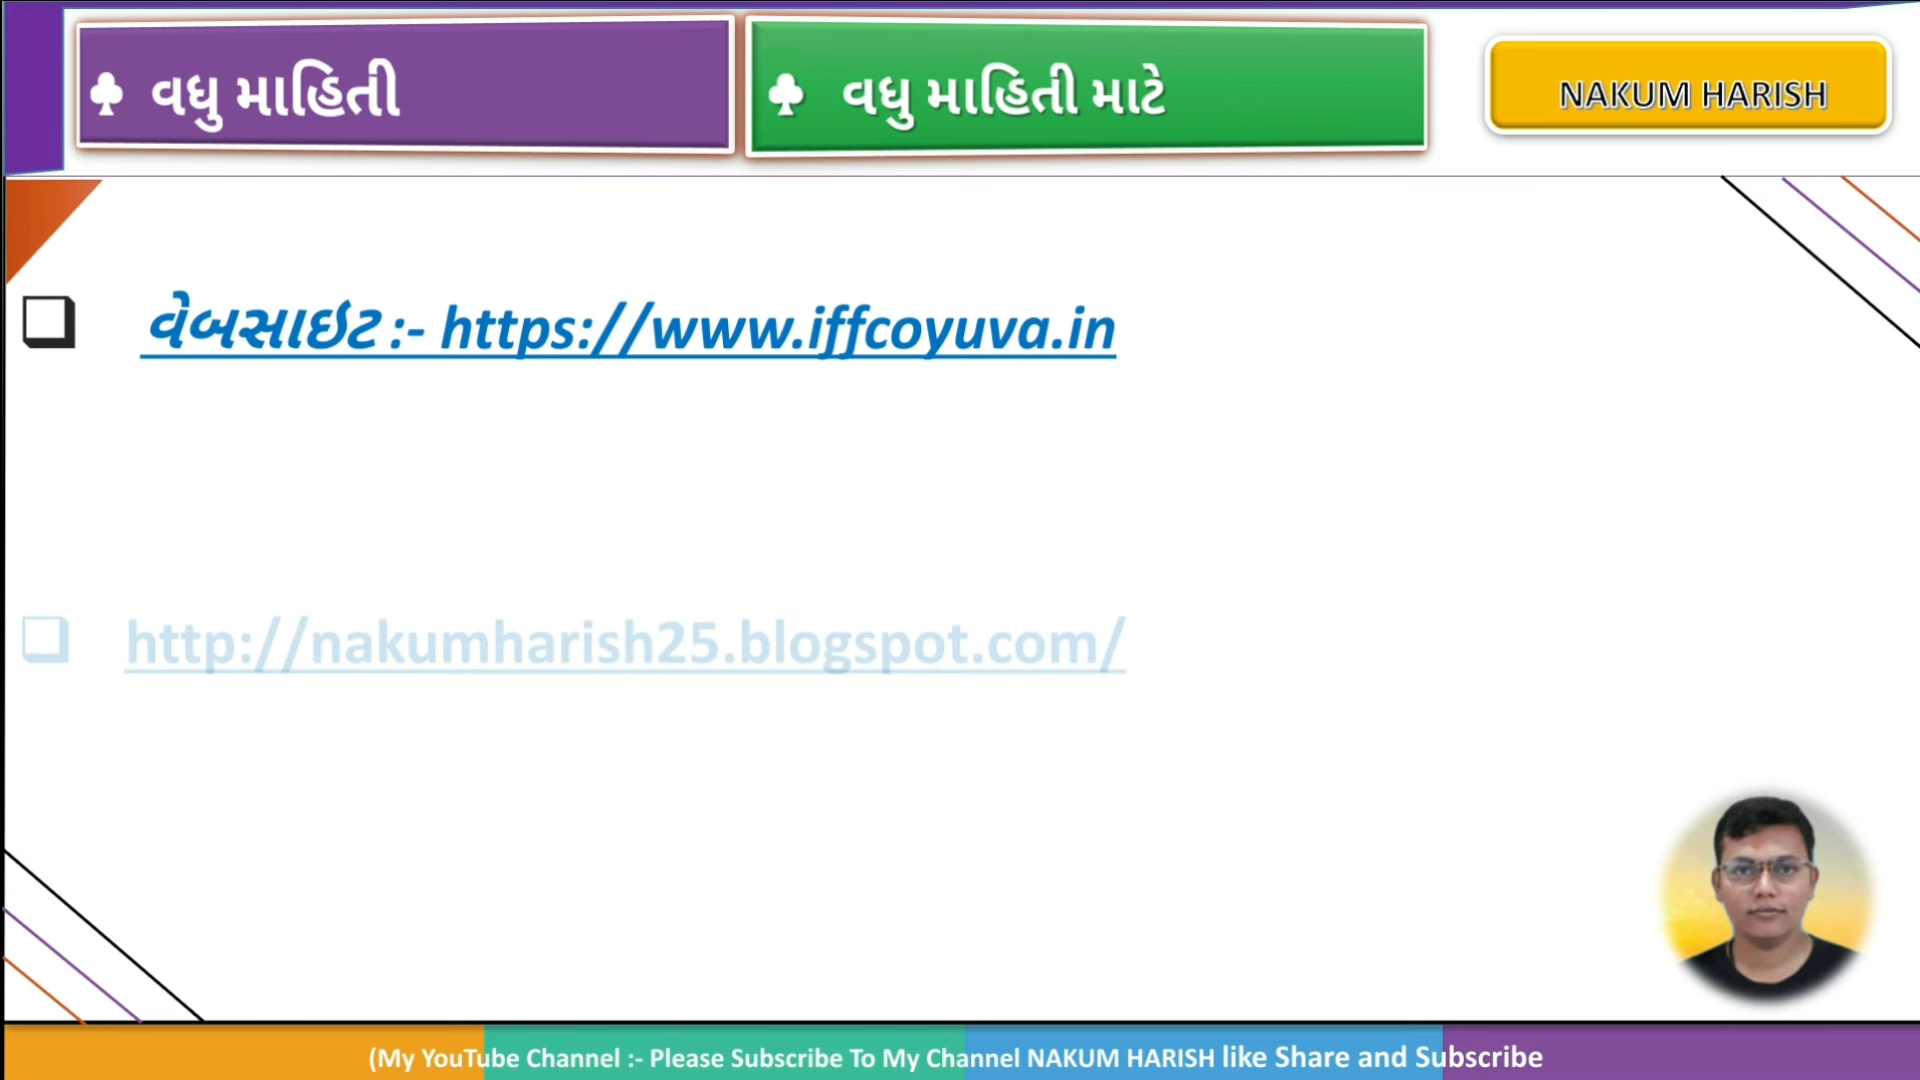 ♣ વધુ માહિતી
♣ વધુ માહિતી માટે
NAKUM HARISH
વેબસાઇટ :- https://www.iffcoyuva.in
http://nakumharish25.blogspot.com/
(My YouTube Channel :- Please Subscribe To My Channel NAKUM HARISH like Share and Subscribe